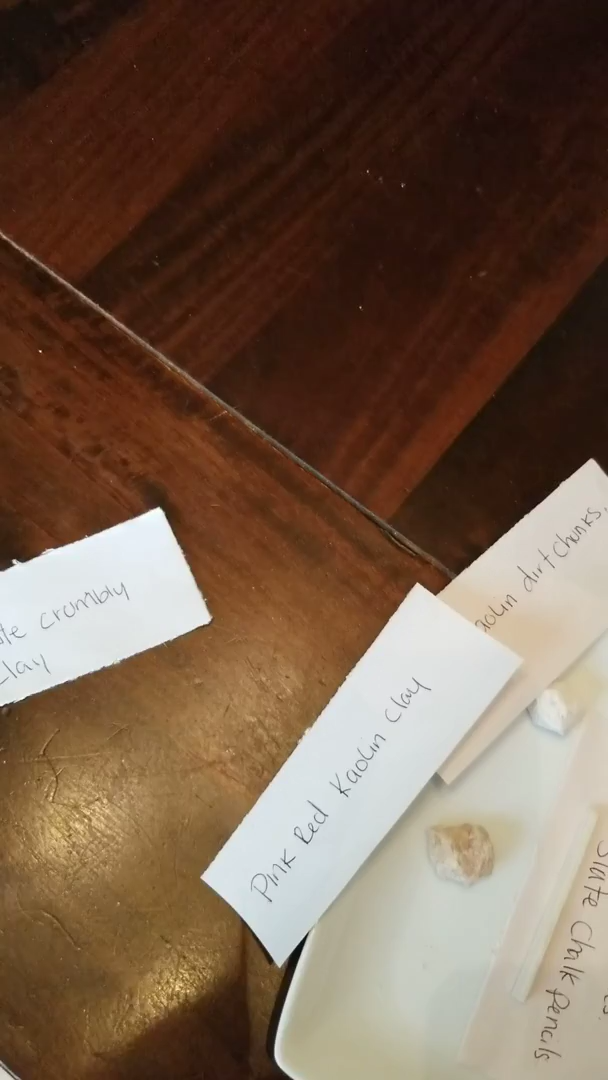 crumbly
clay
Pink Red Kaolin Clay
dirt chunks,
Slate Chalk Pencils